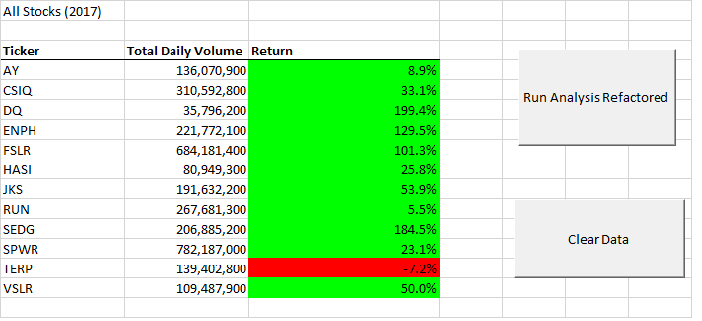 All Stocks (2017)
Ticker Total Daily Volume Return
AY 136,070,900 8.9%
CSIQ 310,592,800 33.1%
DQ 35,796,200 199.4%
ENPH 221,772,100 129.5%
FSLR 684,181,400 101.3%
HASI 80,949,300 25.8%
JKS 191,632,200 53.9%
RUN 267,681,300 5.5%
SEDG 206,885,200 184.5%
SPWR 782,187,000 23.1%
TERP 139,402,800 -7.2%
VSLR 109,487,900 50.0%
Run Analysis Refactored
Clear Data